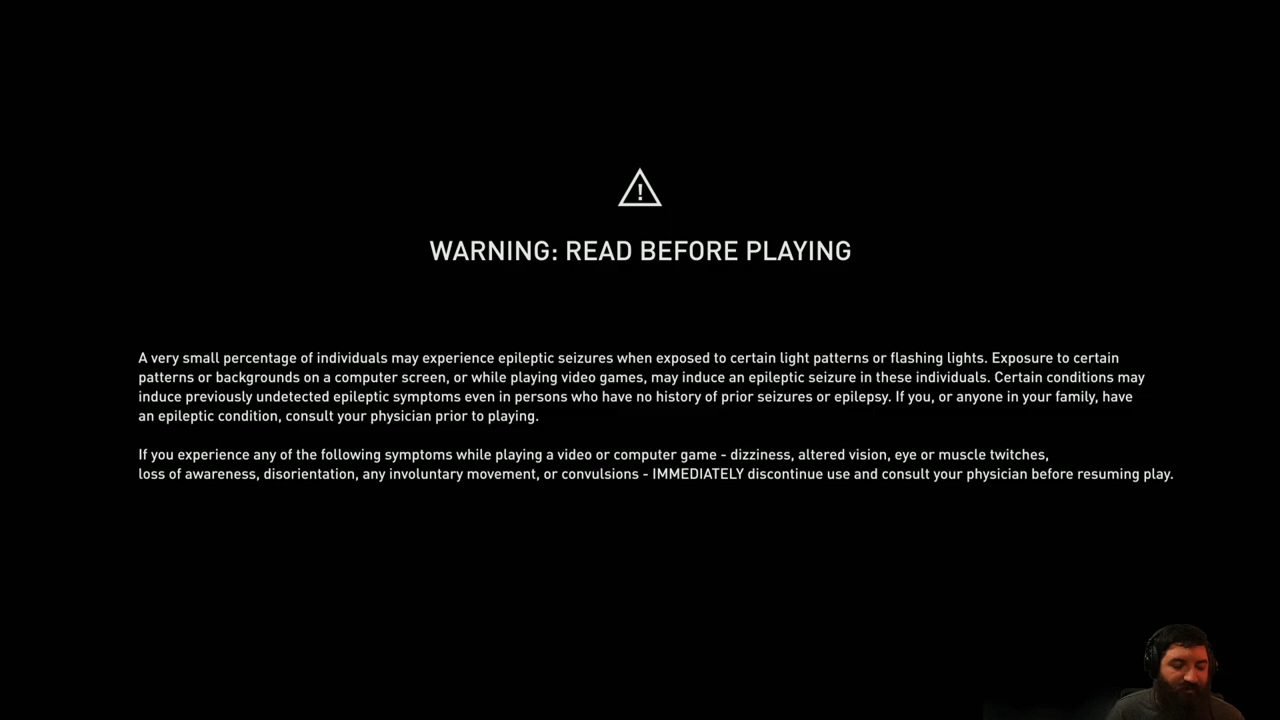 WARNING: READ BEFORE PLAYING
A very small percentage of individuals may experience epileptic seizures when exposed to certain light patterns or flashing lights. Exposure to certain
patterns or backgrounds on a computer screen, or while playing video games, may induce an epileptic seizure in these individuals. Certain conditions may
induce previously undetected epileptic symptoms even in persons who have no history of prior seizures or epilepsy. If you, or anyone in your family, have
an epileptic condition, consult your physician prior to playing.
If you experience any of the following symptoms while playing a video or computer game - dizziness, altered vision, eye or muscle twitches,
loss of awareness, disorientation, any involuntary movement, or convulsions - IMMEDIATELY discontinue use and consult your physician before resuming play.